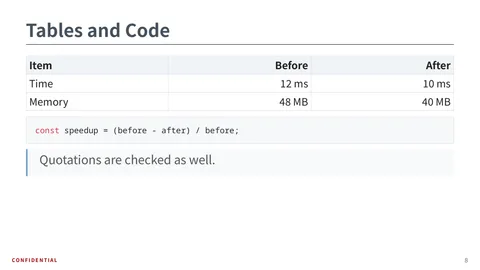 Tables and Code
Item Before After
Time 12 ms 10 ms
Memory 48 MB 40 MB
const speedup = (before - after) / before;
Quotations are checked as well.
CONFIDENTIAL 8